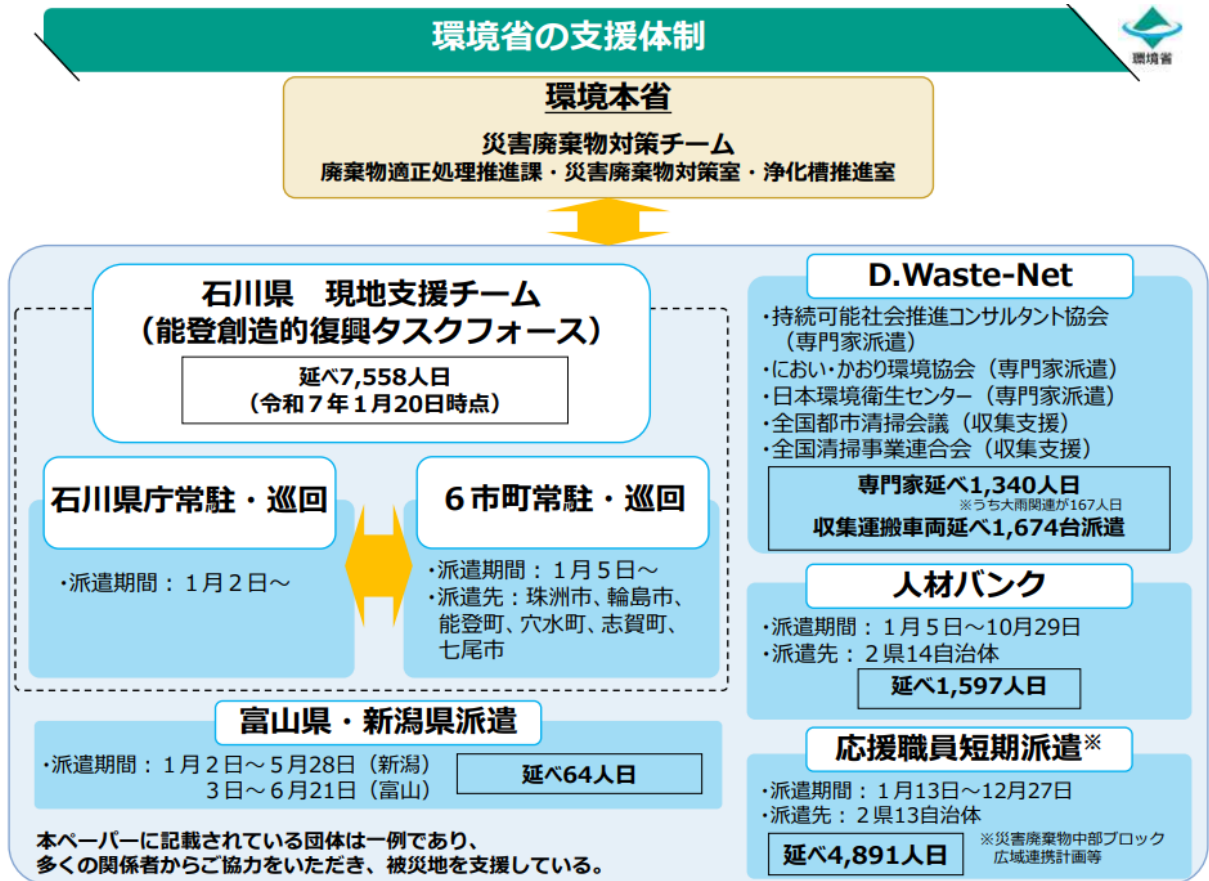 環境省の支援体制
環境省
環境本省
災害廃棄物対策チーム
廃棄物適正処理推進課・災害廃棄物対策室・浄化槽推進室
石川県　現地支援チーム
（能登創造的復興タスクフォース）
延べ7,558人日
（令和７年１月20日時点）
石川県庁常駐・巡回
・派遣期間：１月２日～
６市町常駐・巡回
・派遣期間：１月５日～
・派遣先：珠洲市、輪島市、
能登町、穴水町、志賀町、
七尾市
富山県・新潟県派遣
・派遣期間：１月２日～５月28日（新潟）
３日～６月21日（富山）
延べ64人日
本ペーパーに記載されている団体は一例であり、
多くの関係者からご協力をいただき、被災地を支援している。
D.Waste-Net
・持続可能社会推進コンサルタント協会
（専門家派遣）
・におい・かおり環境協会（専門家派遣）
・日本環境衛生センター（専門家派遣）
・全国都市清掃会議（収集支援）
・全国清掃事業連合会（収集支援）
専門家延べ1,340人日
※うち大雨関連が167人日
収集運搬車両延べ1,674台派遣
人材バンク
・派遣期間：１月５日～10月29日
・派遣先：２県14自治体
延べ1,597人日
応援職員短期派遣※
・派遣期間：１月13日～12月27日
・派遣先：２県13自治体
延べ4,891人日
※災害廃棄物中部ブロック
広域連携計画等